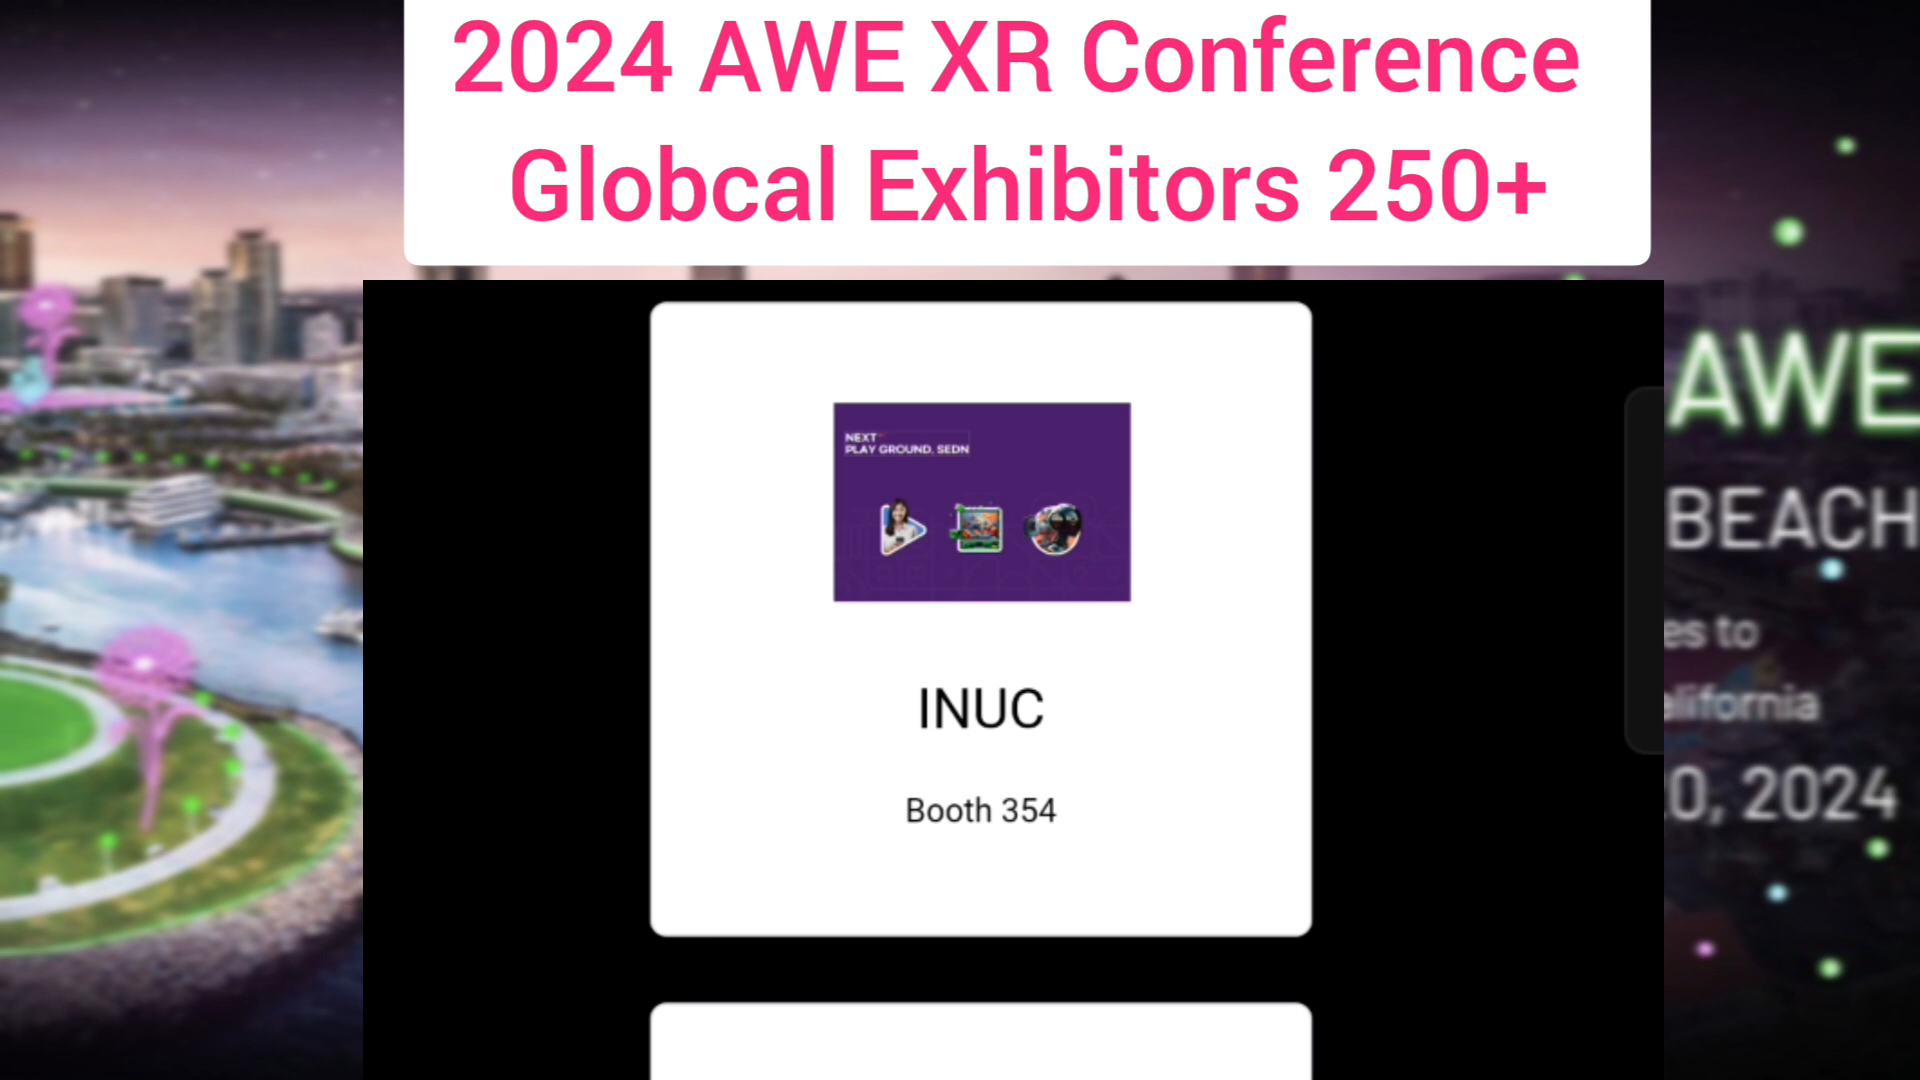 2024 AWE XR Conference
Globcal Exhibitors 250+
NEXT
PLAY GROUND. SEDN
INUC
Booth 354
AWE
BEACH
es to
alifornia
0, 2024